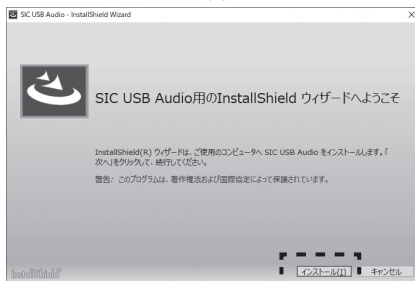 SIC USB Audio - InstallShield Wizard
SIC USB Audio用のInstallShield ウィザードへようこそ
InstallShield(R) ウィザードは、ご使用のコンピュータへ SIC USB Audio をインストールします。「
次へ」をクリックして、続行してください。
警告: このプログラムは、著作権法および国際協定によって保護されています。
InstallShield
インストール(I)
キャンセル